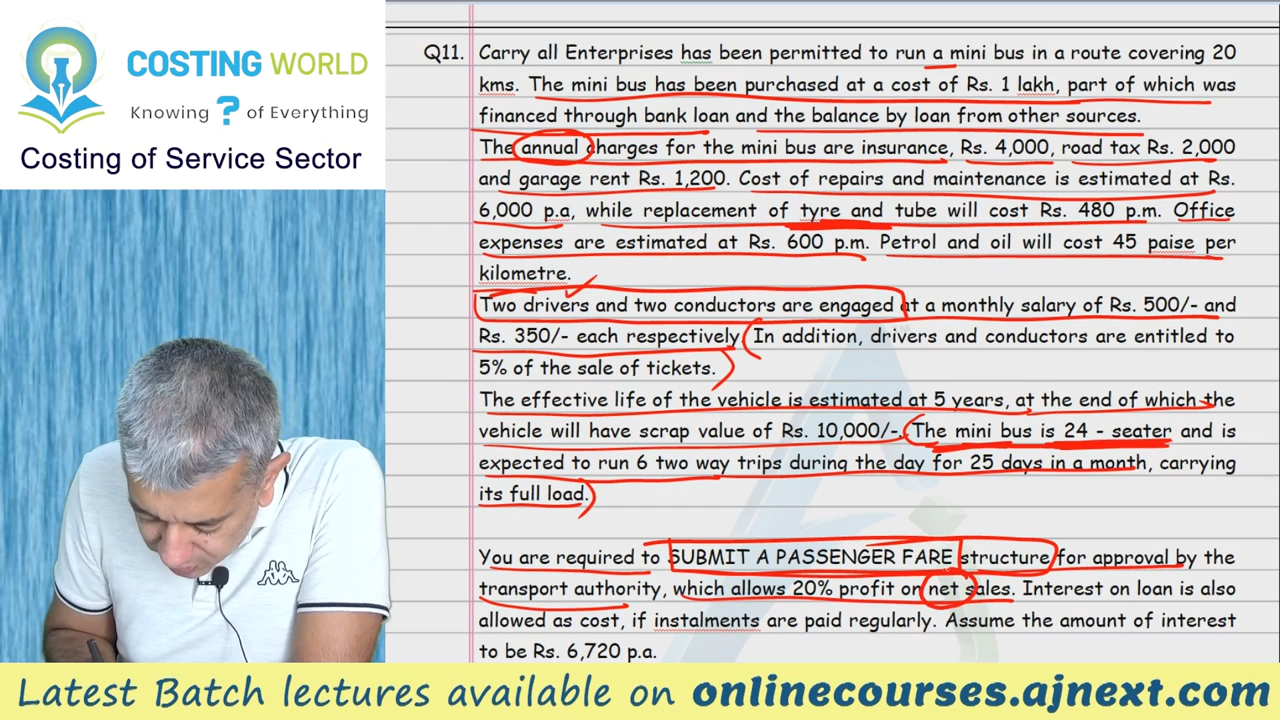 COSTING WORLD
Knowing ? of Everything
Costing of Service Sector
Q11. Carry all Enterprises has been permitted to run a mini bus in a route covering 20
kms. The mini bus has been purchased at a cost of Rs. 1 lakh, part of which was
financed through bank loan and the balance by loan from other sources.
The annual charges for the mini bus are insurance, Rs. 4,000, road tax Rs. 2,000
and garage rent Rs. 1,200. Cost of repairs and maintenance is estimated at Rs.
6,000 p.a, while replacement of tyre and tube will cost Rs. 480 p.m. Office
expenses are estimated at Rs. 600 p.m. Petrol and oil will cost 45 paise per
kilometre.
Two drivers and two conductors are engaged at a monthly salary of Rs. 500/- and
Rs. 350/- each respectively. In addition, drivers and conductors are entitled to
5% of the sale of tickets.
The effective life of the vehicle is estimated at 5 years, at the end of which the
vehicle will have scrap value of Rs. 10,000/-. The mini bus is 24 - seater and is
expected to run 6 two way trips during the day for 25 days in a month, carrying
its full load.
You are required to SUBMIT A PASSENGER FARE structure for approval by the
transport authority, which allows 20% profit on net sales. Interest on loan is also
allowed as cost, if instalments are paid regularly. Assume the amount of interest
to be Rs. 6,720 p.a.
Latest Batch lectures available on onlinecourses.ajnext.com